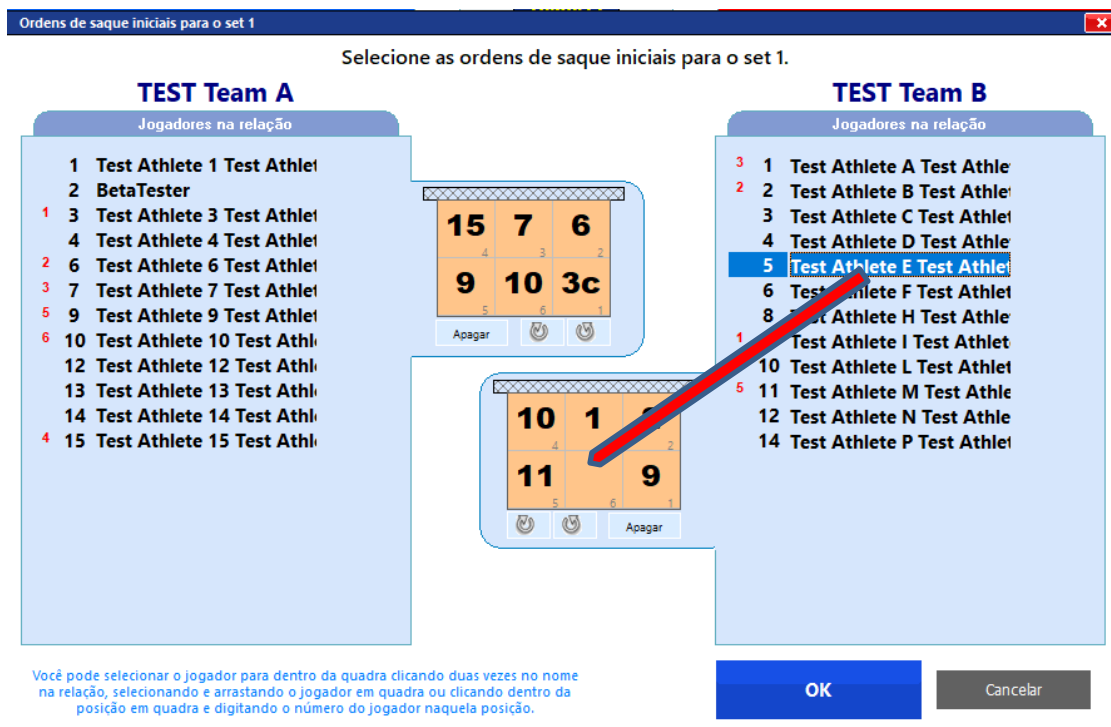 Ordens de saque iniciais para o set 1
Selecione as ordens de saque iniciais para o set 1.
TEST Team A
Jogadores na relação
1 Test Athlete 1 Test Athlet
2 BetaTester
1 3 Test Athlete 3 Test Athlet
4 Test Athlete 4 Test Athlet
2 6 Test Athlete 6 Test Athlet
3 7 Test Athlete 7 Test Athlet
5 9 Test Athlete 9 Test Athlet
6 10 Test Athlete 10 Test Athl
12 Test Athlete 12 Test Athl
13 Test Athlete 13 Test Athl
14 Test Athlete 14 Test Athl
4 15 Test Athlete 15 Test Athl
15 7 6
4 3 2
9 10 3c
5 6 1
Apagar
10 1
4 2
11 9
5 6 1
Apagar
TEST Team B
Jogadores na relação
3 1 Test Athlete A Test Athle
2 2 Test Athlete B Test Athlet
3 Test Athlete C Test Athlet
4 Test Athlete D Test Athle
5 Test Athlete E Test Athlet
6 Test Athlete F Test Athlet
8 Test Athlete H Test Athle
1 Test Athlete I Test Athlet
10 Test Athlete L Test Athlet
5 11 Test Athlete M Test Athle
12 Test Athlete N Test Athle
14 Test Athlete P Test Athlet
Você pode selecionar o jogador para dentro da quadra clicando duas vezes no nome
na relação, selecionando e arrastando o jogador em quadra ou clicando dentro da
posição em quadra e digitando o número do jogador naquela posição.
OK
Cancelar